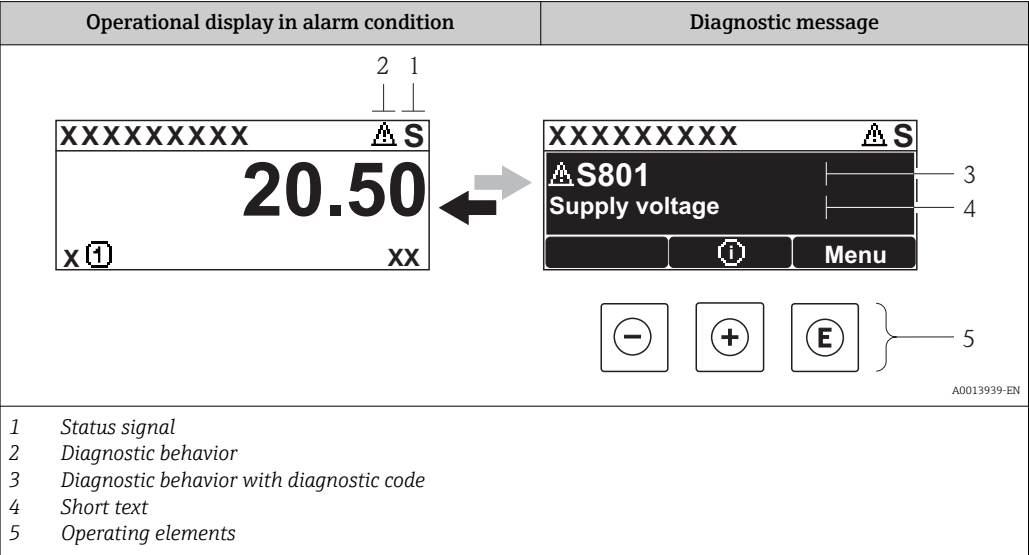 Operational display in alarm condition
Diagnostic message
2 1
XXXXXXXXX S
20.50
x 1 XX
XXXXXXXXX S
S801
3
Supply voltage
4
i Menu
- + E
5
A0013939-EN
1 Status signal
2 Diagnostic behavior
3 Diagnostic behavior with diagnostic code
4 Short text
5 Operating elements